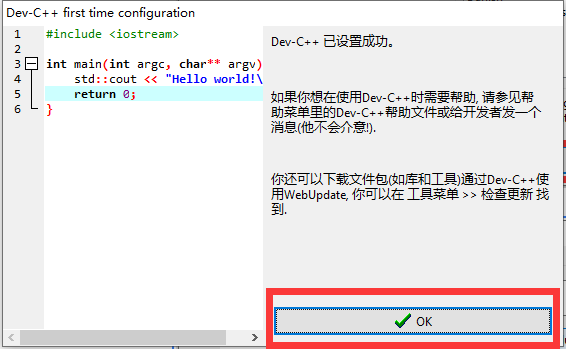 Dev-C++ first time configuration
1 #include <iostream>
2
3 int main(int argc, char** argv)
4 std::cout << "Hello world!\
5 return 0;
6 }
Dev-C++ 已设置成功。
如果你想在使用Dev-C++时需要帮助, 请参见帮
助菜单里的Dev-C++帮助文件或给开发者发一个
消息(他不会介意!).
你还可以下载文件包(如库和工具)通过Dev-C++使
用WebUpdate, 你可以在 工具菜单 >> 检查更新 找
到.
OK